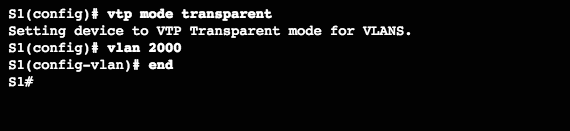 S1(config)# vtp mode transparent
Setting device to VTP Transparent mode for VLANS.
S1(config)# vlan 2000
S1(config-vlan)# end
S1#